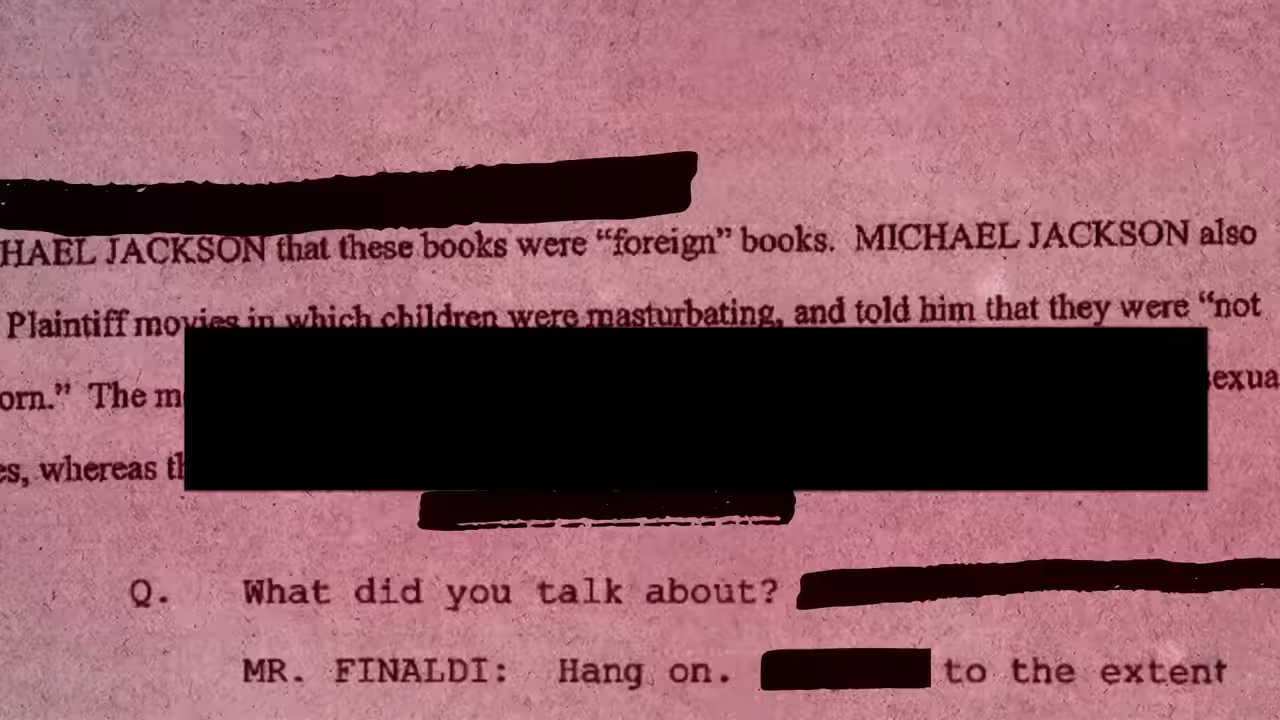 HAEL JACKSON that these books were “foreign” books. MICHAEL JACKSON also
Plaintiff movies in which children were masturbating, and told him that they were “not
orn.” The m exua
es, whereas th
Q. What did you talk about?
MR. FINALDI: Hang on. to the extent